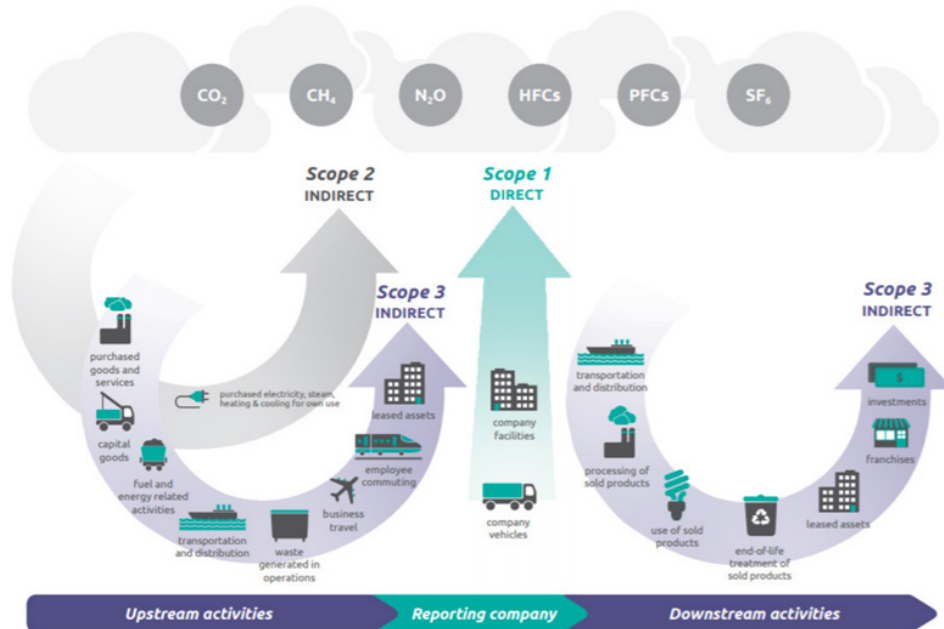 CO₂
CH₄
N₂O
HFCs
PFCs
SF₆
Scope 2
INDIRECT
Scope 1
DIRECT
Scope 3
INDIRECT
Scope 3
INDIRECT
purchased
goods and
services
capital
goods
fuel and
energy related
activities
transportation
and distribution
waste
generated in
operations
business
travel
employee
commuting
leased assets
purchased electricity, steam,
heating & cooling for own use
company
facilities
company
vehicles
transportation
and distribution
processing of
sold products
use of sold
products
end-of-life
treatment of
sold products
leased assets
franchises
investments
$
Upstream activities
Reporting company
Downstream activities